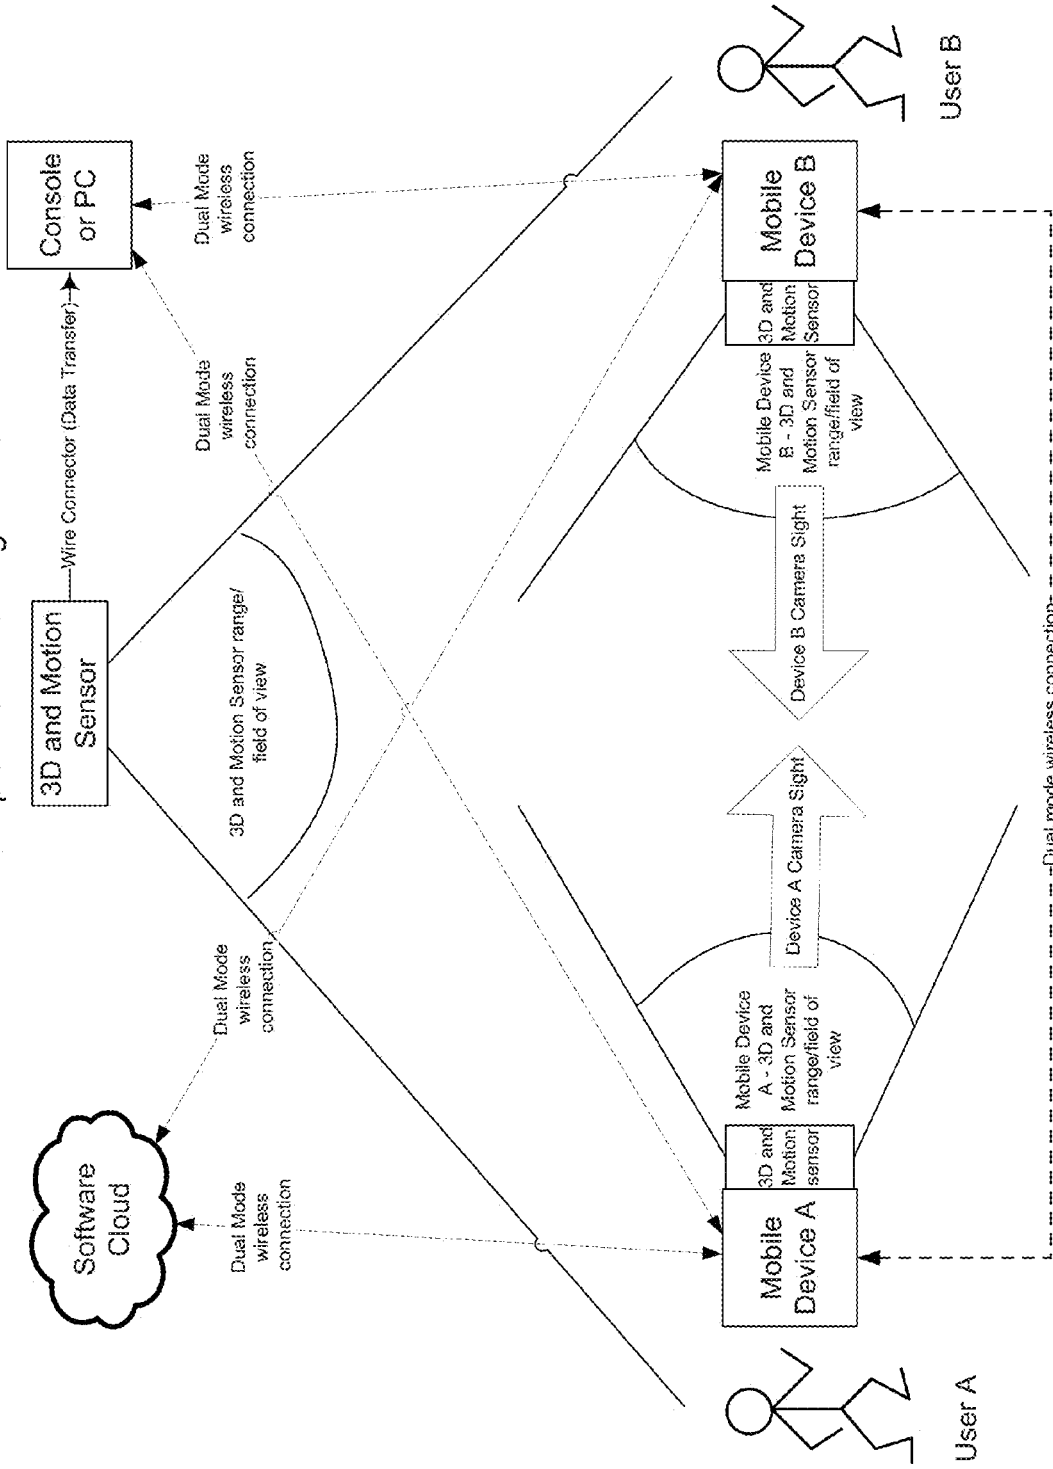 Software
Cloud
3D and Motion
Sensor
Wire Connector (Data Transfer)
Console
or PC
Dual Mode
wireless
connection
Dual Mode
wireless
connection
3D and Motion Sensor range/
field of view
Dual Mode
wireless
connection
Dual Mode
wireless
connection
User A
Mobile
Device A
3D and
Motion
sensor
Mobile Device
A - 3D and
Motion Sensor
range/field of
view
Device A Camera Sight
Device B Camera Sight
Mobile Device
B - 3D and
Motion Sensor
range/field of
view
3D and
Motion
Sensor
Mobile
Device B
User B
Dual mode wireless connection